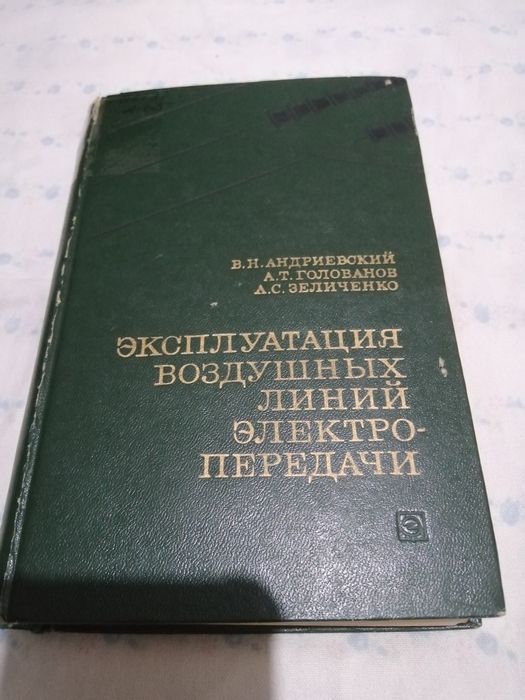 В.Н.АНДРИЕВСКИЙ
А.Т.ГОЛОВАНОВ
А.С.ЗЕЛИЧЕНКО
ЭКСПЛУАТАЦИЯ
ВОЗДУШНЫХ
ЛИНИЙ
ЭЛЕКТРО-
ПЕРЕДАЧИ
Э